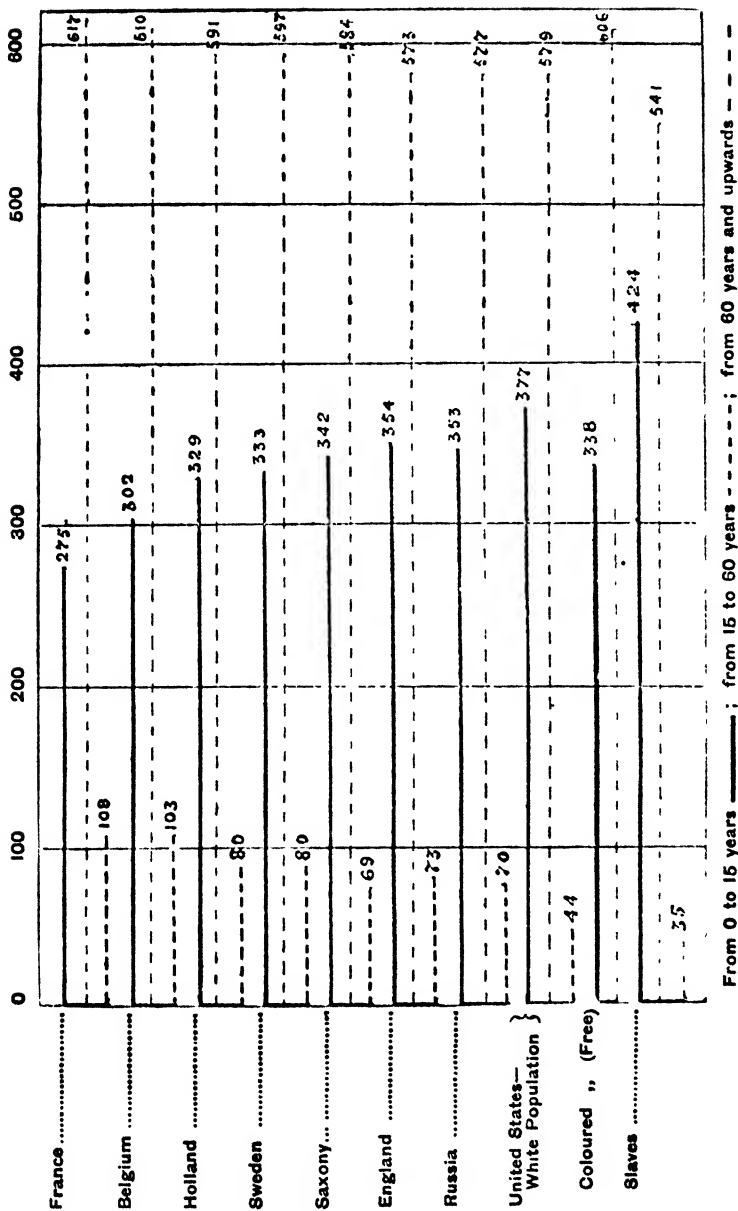 0 100 200 300 400 500 600
France 275
617
108
Belgium 302
610
103
Holland 329
591
80
Sweden 333
597
80
Saxony 342
584
69
England 354
573
73
Russia 353
577
70
United States—
White Population } 377
579
44
Coloured ,, (Free) 338
606
Slaves 424
541
35
From 0 to 15 years ———; from 15 to 60 years - - - - - -; from 60 years and upwards – – – –